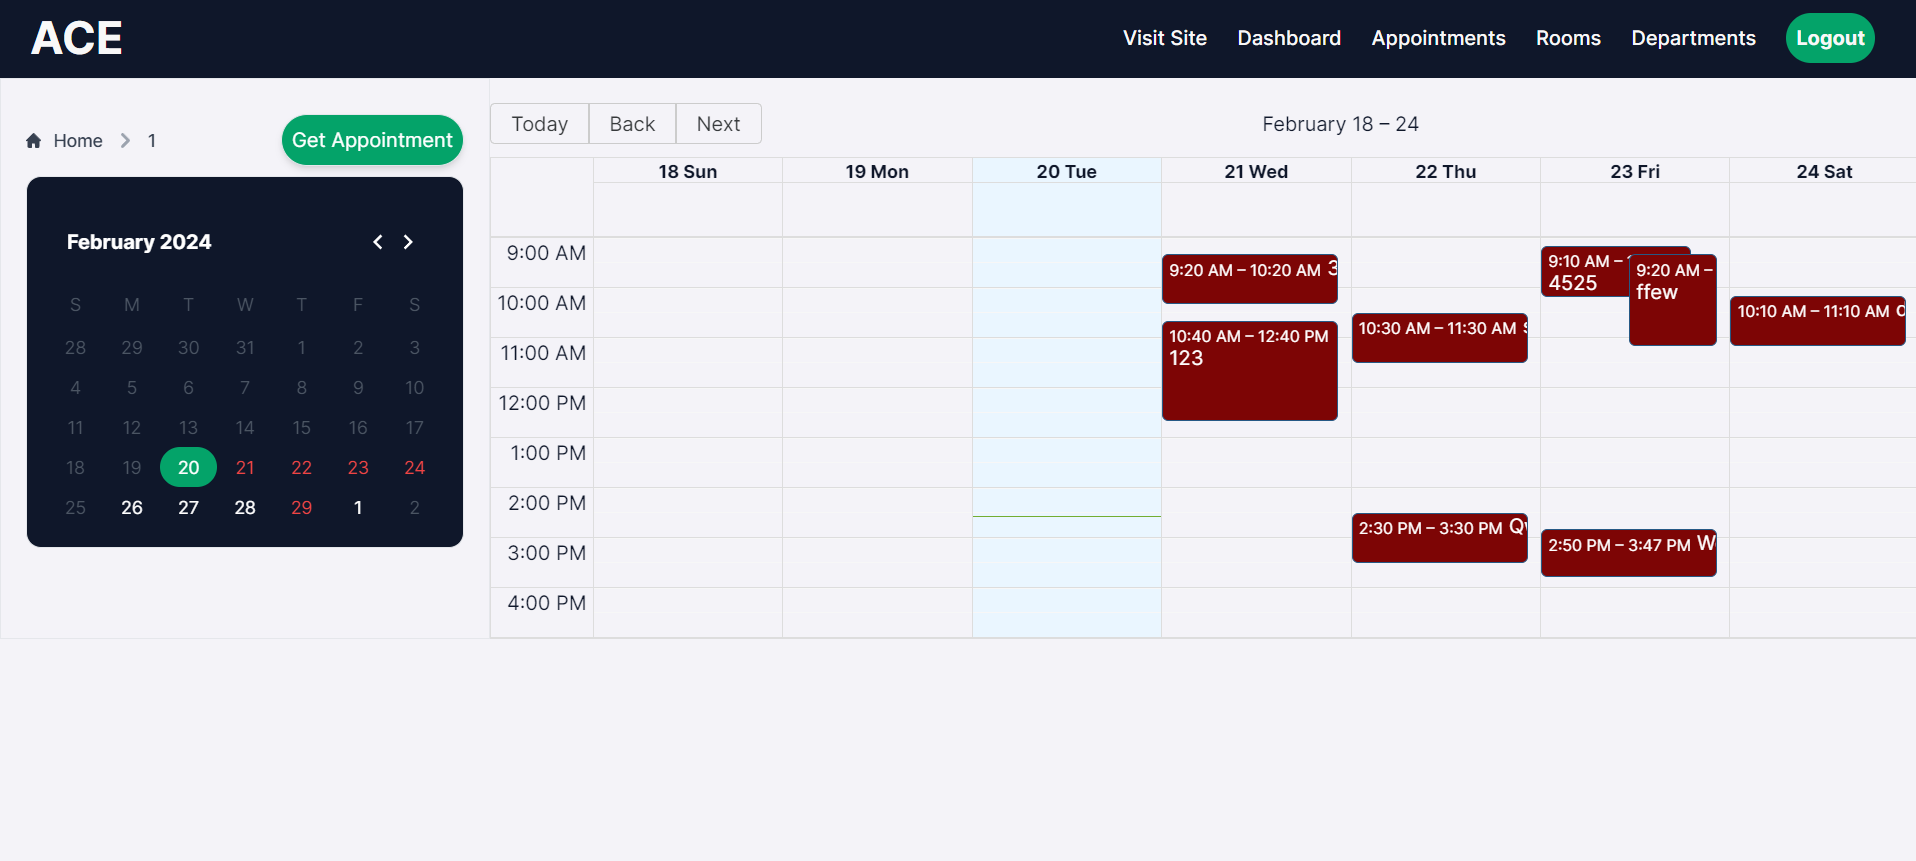 ACE
Visit Site Dashboard Appointments Rooms Departments Logout
Home 1 Get Appointment
February 2024
S M T W T F S
28 29 30 31 1 2 3
4 5 6 7 8 9 10
11 12 13 14 15 16 17
18 19 20 21 22 23 24
25 26 27 28 29 1 2
Today Back Next
February 18 – 24
18 Sun 19 Mon 20 Tue 21 Wed 22 Thu 23 Fri 24 Sat
9:00 AM
10:00 AM
11:00 AM
12:00 PM
1:00 PM
2:00 PM
3:00 PM
4:00 PM
9:20 AM – 10:20 AM 3
10:40 AM – 12:40 PM
123
10:30 AM – 11:30 AM
2:30 PM – 3:30 PM
9:10 AM –
4525
9:20 AM –
ffew
2:50 PM – 3:47 PM W
10:10 AM – 11:10 AM